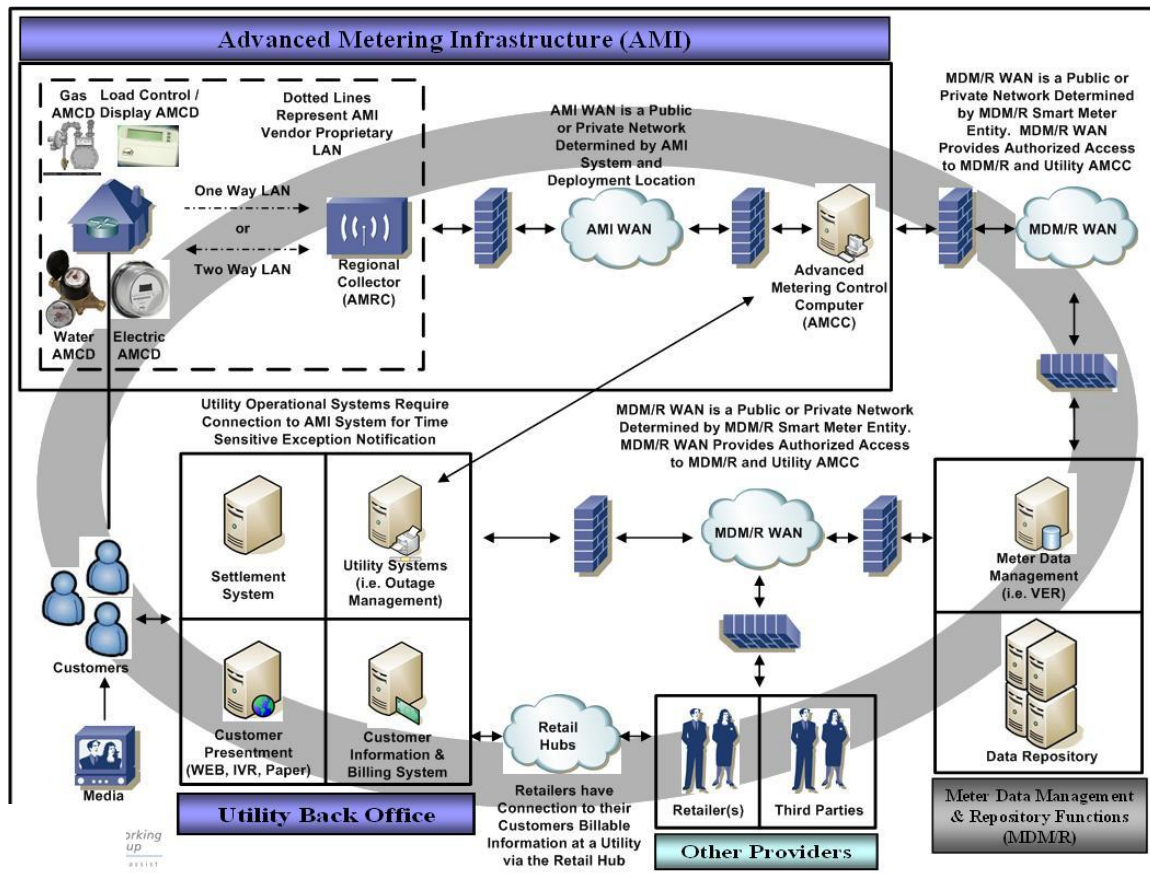 Advanced Metering Infrastructure (AMI)
Gas
AMCD
Load Control /
Display AMCD
Dotted Lines
Represent AMI
Vendor Proprietary
LAN
One Way LAN
or
Two Way LAN
Regional
Collector
(AMRC)
Water
AMCD
Electric
AMCD
AMI WAN is a Public
or Private Network
Determined by AMI
System and
Deployment Location
AMI WAN
Advanced
Metering Control
Computer
(AMCC)
MDM/R WAN is a Public or
Private Network Determined
by MDM/R Smart Meter
Entity. MDM/R WAN
Provides Authorized Access
to MDM/R and Utility AMCC
MDM/R WAN
Utility Operational Systems Require
Connection to AMI System for Time
Sensitive Exception Notification
MDM/R WAN is a Public or Private Network
Determined by MDM/R Smart Meter Entity.
MDM/R WAN Provides Authorized Access
to MDM/R and Utility AMCC
Settlement
System
Utility Systems
(i.e. Outage
Management)
MDM/R WAN
Meter Data
Management
(i.e. VER)
Customers
Media
Customer
Presentment
(WEB, IVR, Paper)
Customer
Information &
Billing System
Retail
Hubs
Retailer(s)
Third Parties
Data Repository
Utility Back Office
Retailers have
Connection to their
Customers Billable
Information at a Utility
via the Retail Hub
Other Providers
Meter Data Management
& Repository Functions
(MDM/R)
orking
up
assist